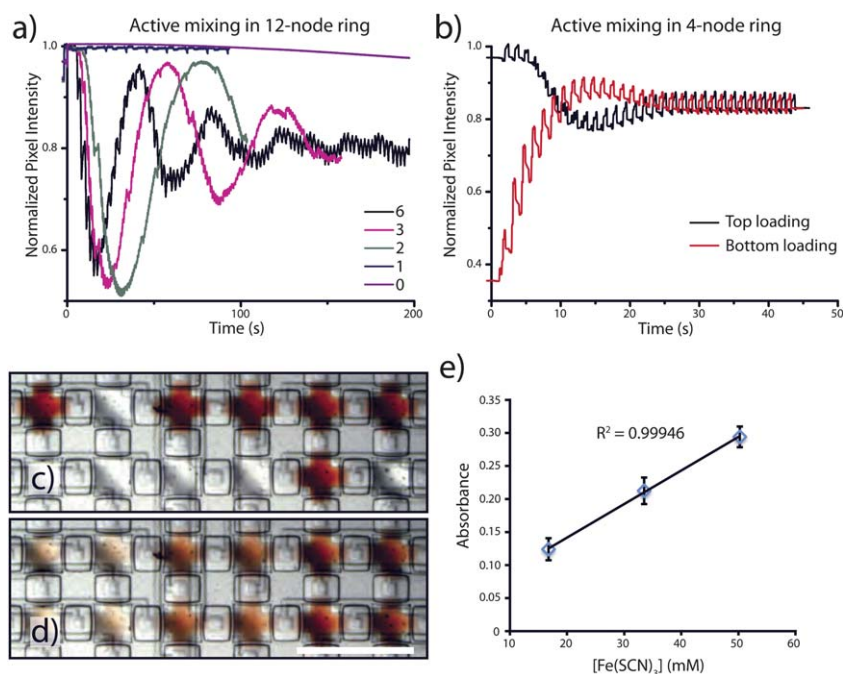 a)
Active mixing in 12-node ring
Normalized Pixel Intensity
1.0
0.8
0.6
6
3
2
1
0
0
100
200
Time (s)
b)
Active mixing in 4-node ring
Normalized Pixel Intensity
1.0
0.8
0.6
0.4
Top loading
Bottom loading
0
10
20
30
40
50
Time (s)
c)
d)
e)
R² = 0.99946
Absorbance
0.35
0.30
0.25
0.20
0.15
0.10
0.05
0.00
10
20
30
40
50
60
[Fe(SCN)₃] (mM)